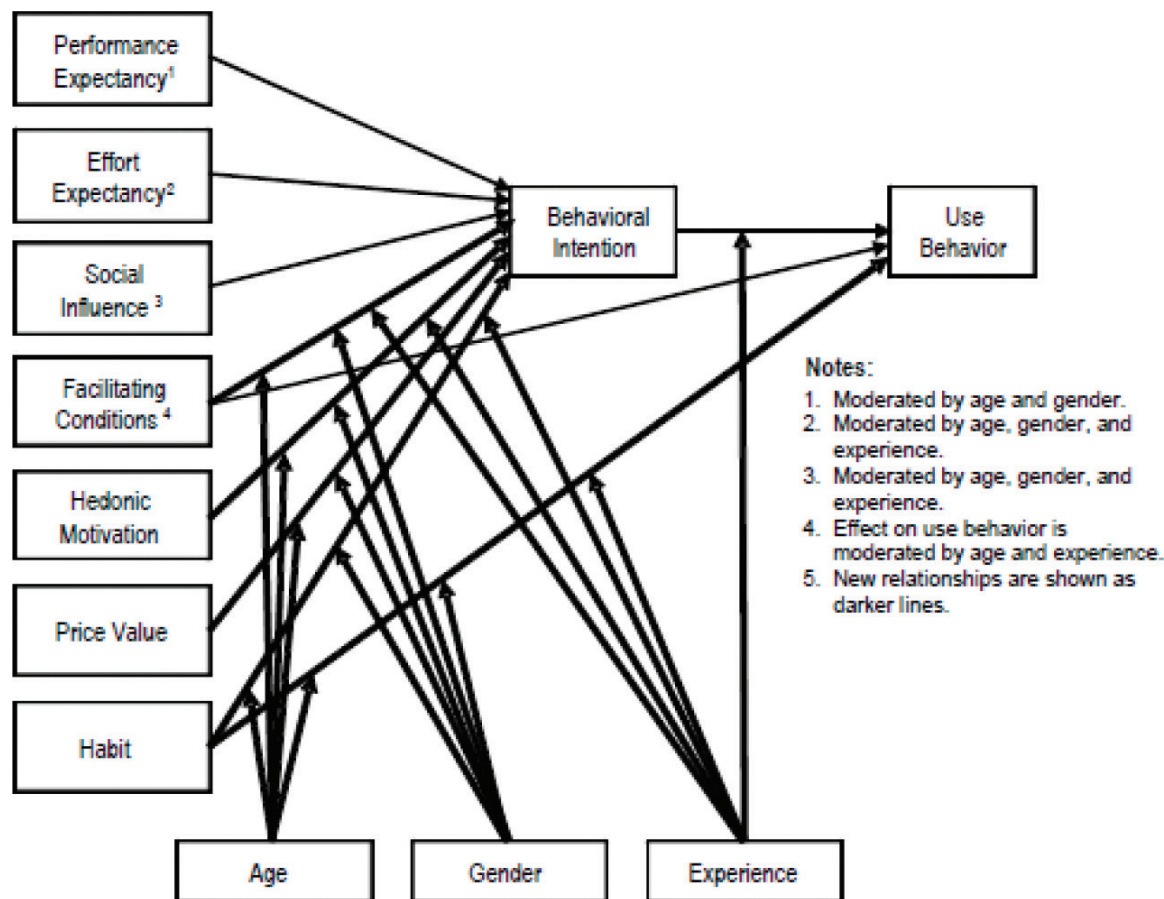 Performance
Expectancy1
Effort
Expectancy2
Social
Influence 3
Facilitating
Conditions 4
Hedonic
Motivation
Price Value
Habit
Behavioral
Intention
Use
Behavior
Notes:
1. Moderated by age and gender.
2. Moderated by age, gender, and
experience.
3. Moderated by age, gender, and
experience.
4. Effect on use behavior is
moderated by age and experience.
5. New relationships are shown as
darker lines.
Age
Gender
Experience